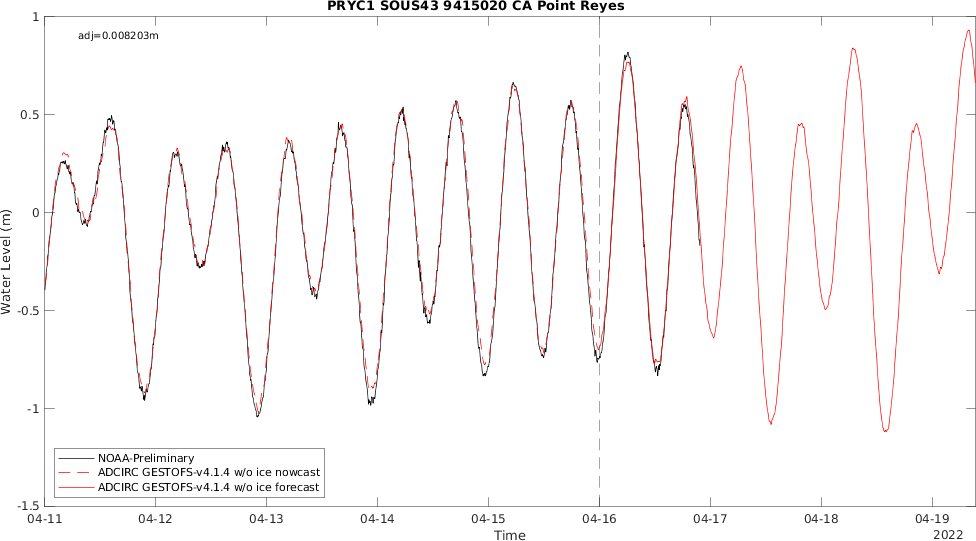 PRYC1 SOUS43 9415020 CA Point Reyes
adj=0.008203m
1
0.5
0
-0.5
-1
-1.5
Water Level (m)
NOAA-Preliminary
ADCIRC GESTOFS-v4.1.4 w/o ice nowcast
ADCIRC GESTOFS-v4.1.4 w/o ice forecast
04-11 04-12 04-13 04-14 04-15 04-16 04-17 04-18 04-19
Time
2022